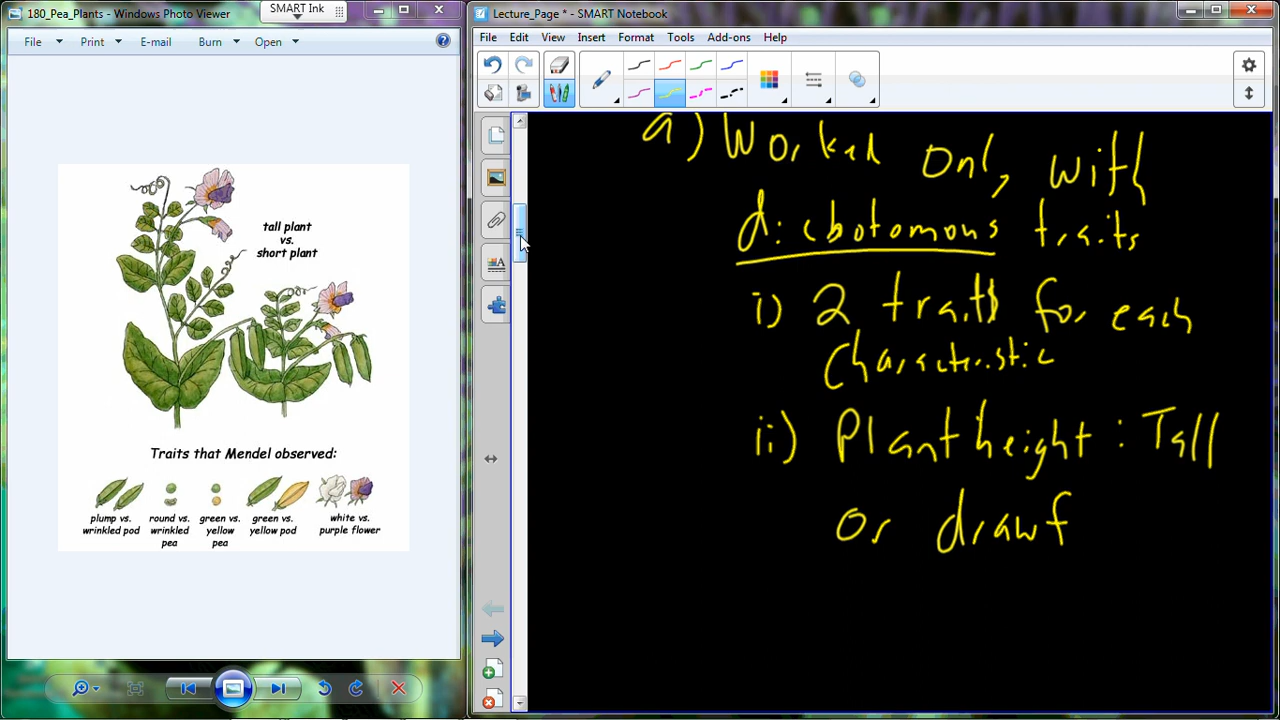 180_Pea_Plants - Windows Photo Viewer
SMART Ink
File Print E-mail Burn Open
tall plant
vs.
short plant
Traits that Mendel observed:
plump vs.
wrinkled pod
round vs.
wrinkled
pea
green vs.
yellow
pea
green vs.
yellow pod
white vs.
purple flower
Lecture_Page * - SMART Notebook
File Edit View Insert Format Tools Add-ons Help
a) Worked Only with
dichotomous traits
i) 2 traits for each
Characteristic
ii) Plant height : Tall
or drawf